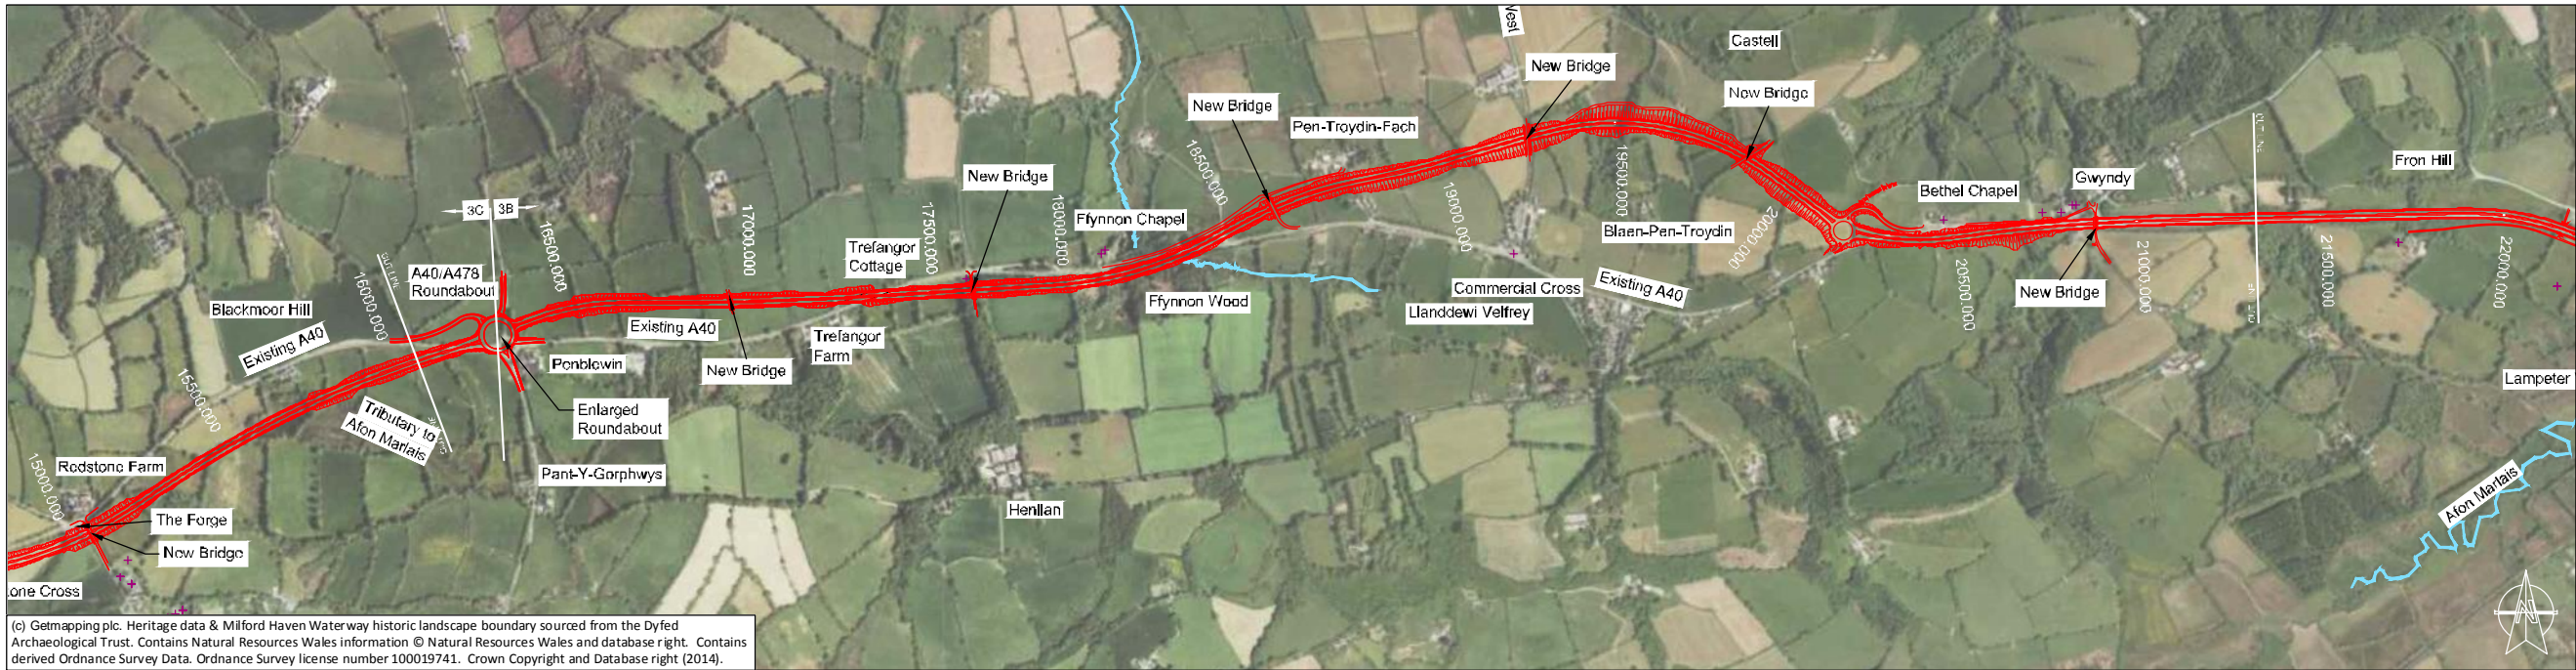 West
Castell
New Bridge
New Bridge
New Bridge
Pen-Troydin-Fach
18500.000
19500.000
Fron Hill
New Bridge
Gwyndy
Bethel Chapel
3C
3B
17000.000
17500.000
18000.000
Ffynnon Chapel
19000.000
Blaen-Pen-Troydin
20000.000
16500.000
Trefangor
Cottage
A40/A478
Roundabout
16000.000
Blackmoor Hill
Existing A40
Existing A40
Ffynnon Wood
Commercial Cross
Existing A40
Llanddewi Velfrey
New Bridge
20500.000
21000.000
21500.000
22000.000
CUT LINE
CUT LINE
Penblewin
New Bridge
Trefangor
Farm
Lampeter
15500.000
Enlarged
Roundabout
Tributary to
Afon Marlais
Redstone Farm
15000.000
Pant-Y-Gorphwys
Henllan
Afon Marlais
The Forge
New Bridge
one Cross
N
(c) Getmapping plc. Heritage data & Milford Haven Waterway historic landscape boundary sourced from the Dyfed
Archaeological Trust. Contains Natural Resources Wales information © Natural Resources Wales and database right. Contains
derived Ordnance Survey Data. Ordnance Survey license number 100019741. Crown Copyright and Database right (2014).